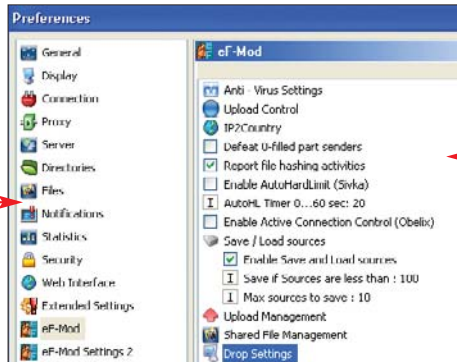 Preferences
General
Display
Connection
Proxy
Server
Directories
Files
Notifications
Statistics
Security
Web Interface
Extended Settings
eF-Mod
eF-Mod Settings 2
eF-Mod
Anti - Virus Settings
Upload Control
IP2Country
Defeat 0-filled part senders
Report file hashing activities
Enable AutoHardLimit (Sivka)
AutoHL Timer 0...60 sec: 20
Enable Active Connection Control (Obelix)
Save / Load sources
Enable Save and Load sources
Save if Sources are less than : 100
Max sources to save : 10
Upload Management
Shared File Management
Drop Settings